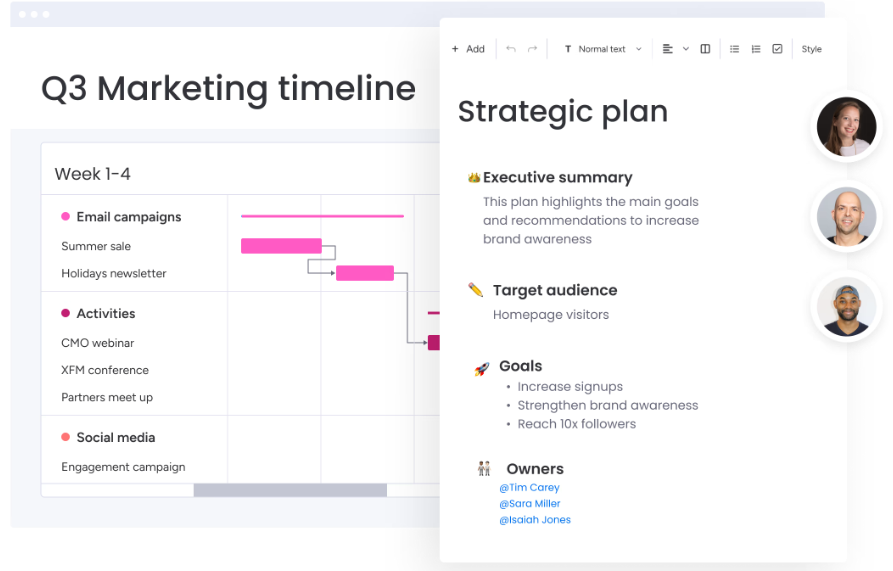 Q3 Marketing timeline
Week 1-4
Email campaigns
Summer sale
Holidays newsletter
Activities
CMO webinar
XFM conference
Partners meet up
Social media
Engagement campaign
+ Add
T Normal text
Style
Strategic plan
Executive summary
This plan highlights the main goals
and recommendations to increase
brand awareness
Target audience
Homepage visitors
Goals
• Increase signups
• Strengthen brand awareness
• Reach 10x followers
Owners
@Tim Carey
@Sara Miller
@Isaiah Jones